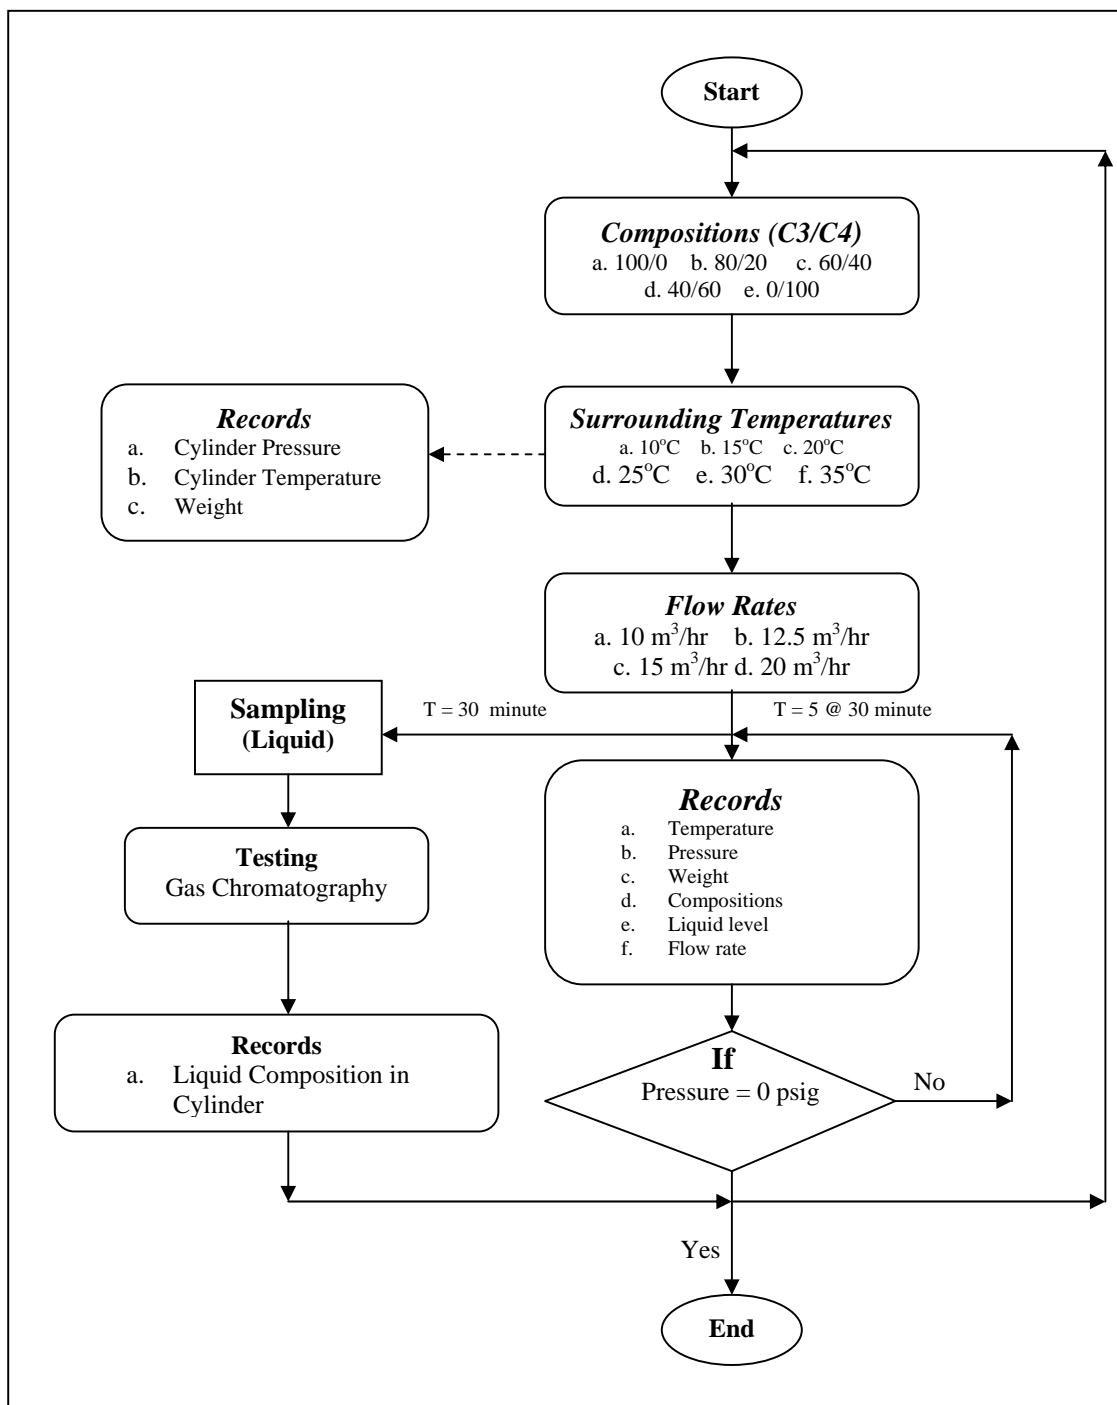 Start
Compositions (C3/C4)
a. 100/0 b. 80/20 c. 60/40
d. 40/60 e. 0/100
Surrounding Temperatures
a. 10°C b. 15°C c. 20°C
d. 25°C e. 30°C f. 35°C
Records
a. Cylinder Pressure
b. Cylinder Temperature
c. Weight
Flow Rates
a. 10 m³/hr b. 12.5 m³/hr
c. 15 m³/hr d. 20 m³/hr
T = 30 minute
T = 5 @ 30 minute
Sampling
(Liquid)
Testing
Gas Chromatography
Records
a. Liquid Composition in
Cylinder
Records
a. Temperature
b. Pressure
c. Weight
d. Compositions
e. Liquid level
f. Flow rate
If
Pressure = 0 psig
No
Yes
End